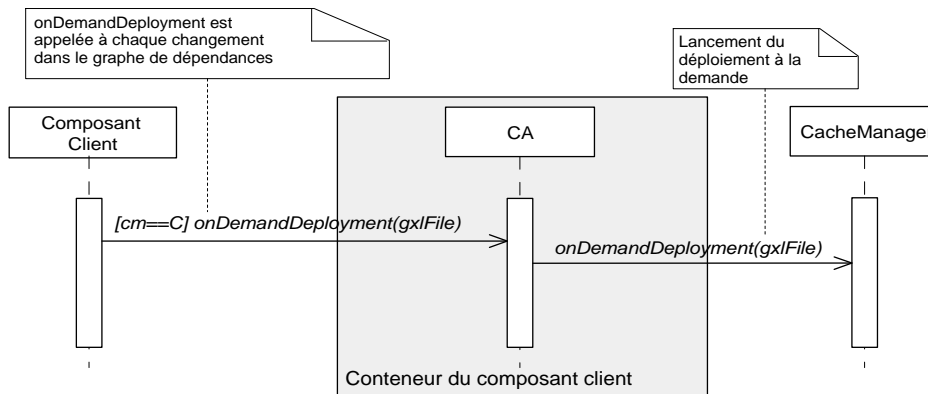 onDemandDeployment est
appelée à chaque changement
dans le graphe de dépendances
Lancement du
déploiement à la
demande
Composant
Client
CA
CacheManager
[cm==C] onDemandDeployment(gxlFile)
onDemandDeployment(gxlFile)
Conteneur du composant client